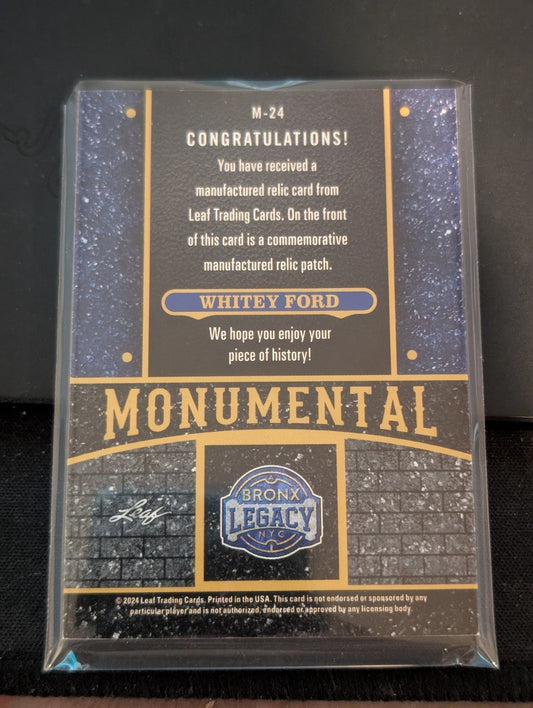 M-24
CONGRATULATIONS!
You have received a
manufactured relic card from
Leaf Trading Cards. On the front
of this card is a commemorative
manufactured relic patch.
WHITEY FORD
We hope you enjoy your
piece of history!
MONUMENTAL
Leaf
BRONX
LEGACY
NYC
© 2024 Leaf Trading Cards. Printed in the USA. This card is not endorsed or sponsored by any
particular player and is not authorized, endorsed or approved by any licensing body.